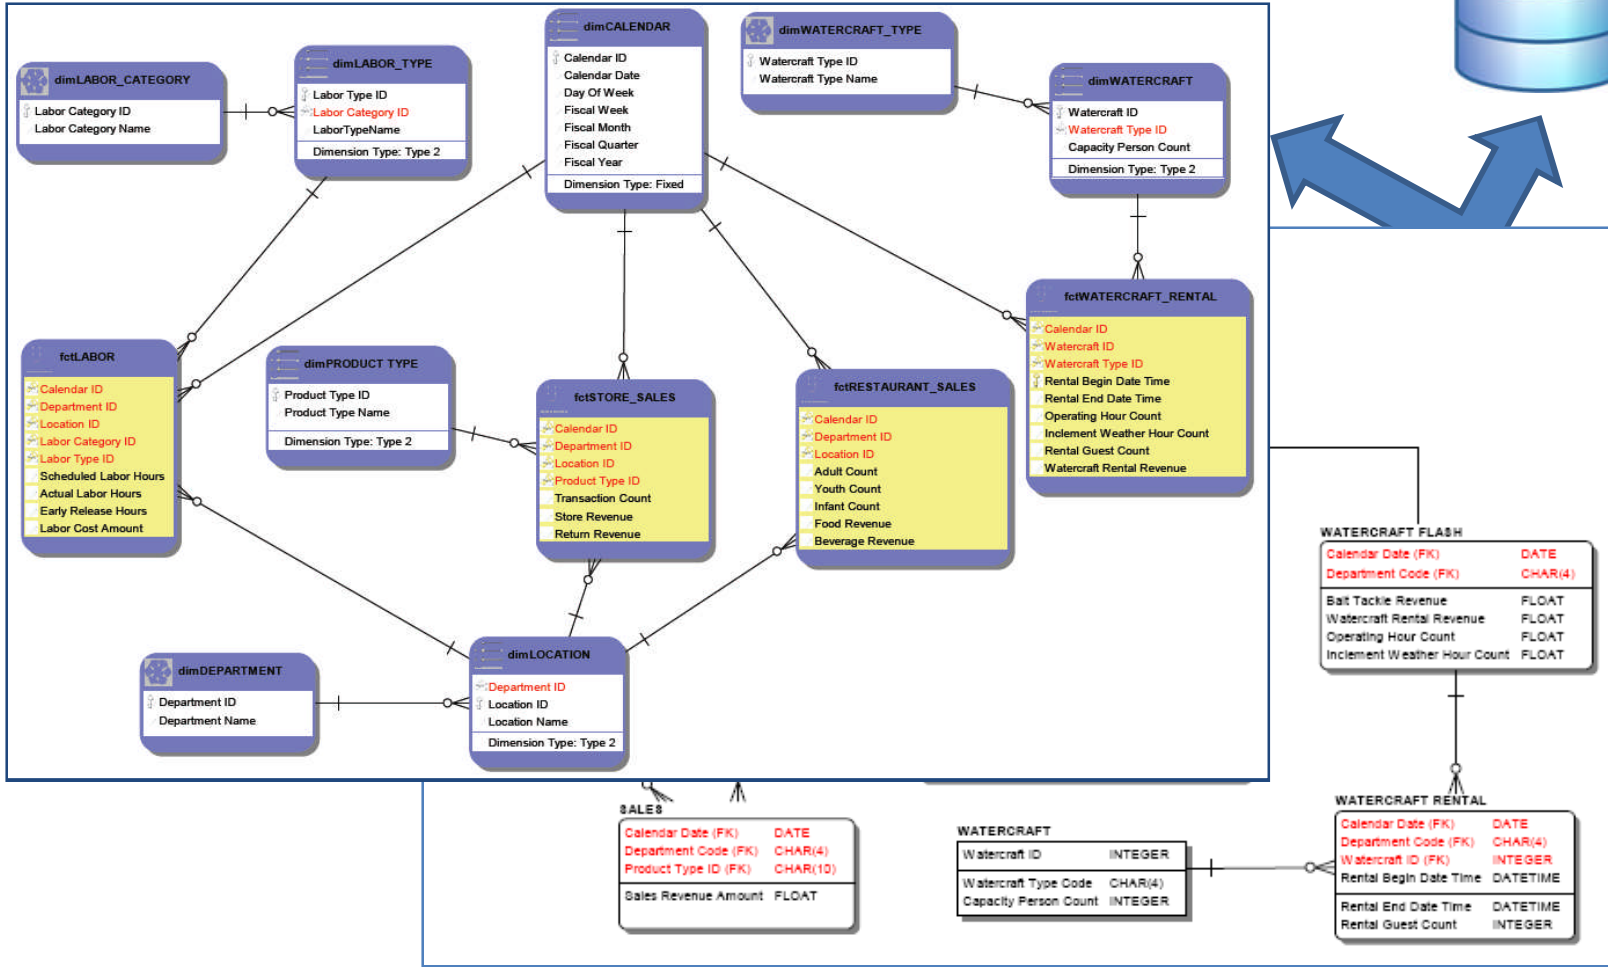 dimLABOR_CATEGORY
Labor Category ID
Labor Category Name
dimLABOR_TYPE
Labor Type ID
Labor Category ID
LaborTypeName
Dimension Type: Type 2
dimCALENDAR
Calendar ID
Calendar Date
Day Of Week
Fiscal Week
Fiscal Month
Fiscal Quarter
Fiscal Year
Dimension Type: Fixed
dimWATERCRAFT_TYPE
Watercraft Type ID
Watercraft Type Name
dimWATERCRAFT
Watercraft ID
Watercraft Type ID
Capacity Person Count
Dimension Type: Type 2
fctLABOR
Calendar ID
Department ID
Location ID
Labor Category ID
Labor Type ID
Scheduled Labor Hours
Actual Labor Hours
Early Release Hours
Labor Cost Amount
dimPRODUCT TYPE
Product Type ID
Product Type Name
Dimension Type: Type 2
fctSTORE_SALES
Calendar ID
Department ID
Location ID
Product Type ID
Transaction Count
Store Revenue
Return Revenue
fctRESTAURANT_SALES
Calendar ID
Department ID
Location ID
Adult Count
Youth Count
Infant Count
Food Revenue
Beverage Revenue
fctWATERCRAFT_RENTAL
Calendar ID
Watercraft ID
Watercraft Type ID
Rental Begin Date Time
Rental End Date Time
Operating Hour Count
Inclement Weather Hour Count
Rental Guest Count
Watercraft Rental Revenue
dimDEPARTMENT
Department ID
Department Name
dimLOCATION
Department ID
Location ID
Location Name
Dimension Type: Type 2
WATERCRAFT FLASH
Calendar Date (FK) DATE
Department Code (FK) CHAR(4)
Bait Tackle Revenue FLOAT
Watercraft Rental Revenue FLOAT
Operating Hour Count FLOAT
Inclement Weather Hour Count FLOAT
SALES
Calendar Date (FK) DATE
Department Code (FK) CHAR(4)
Product Type ID (FK) CHAR(10)
Sales Revenue Amount FLOAT
WATERCRAFT
Watercraft ID INTEGER
Watercraft Type Code CHAR(4)
Capacity Person Count INTEGER
WATERCRAFT RENTAL
Calendar Date (FK) DATE
Department Code (FK) CHAR(4)
Watercraft ID (FK) INTEGER
Rental Begin Date Time DATETIME
Rental End Date Time DATETIME
Rental Guest Count INTEGER